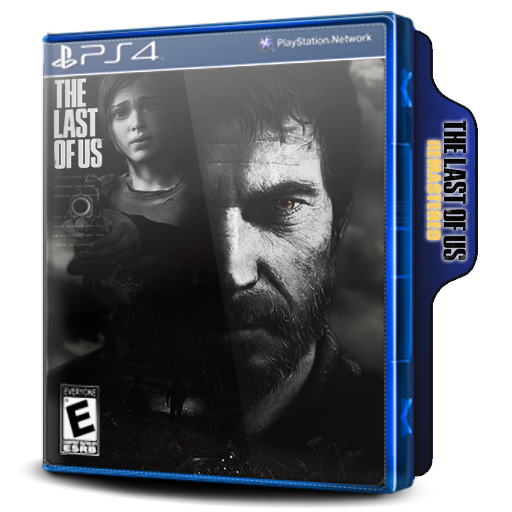 PS4
PlayStation Network
THE
LAST
OF US
THE LAST OF US
REMASTERED
EVERYONE
E
ESRB